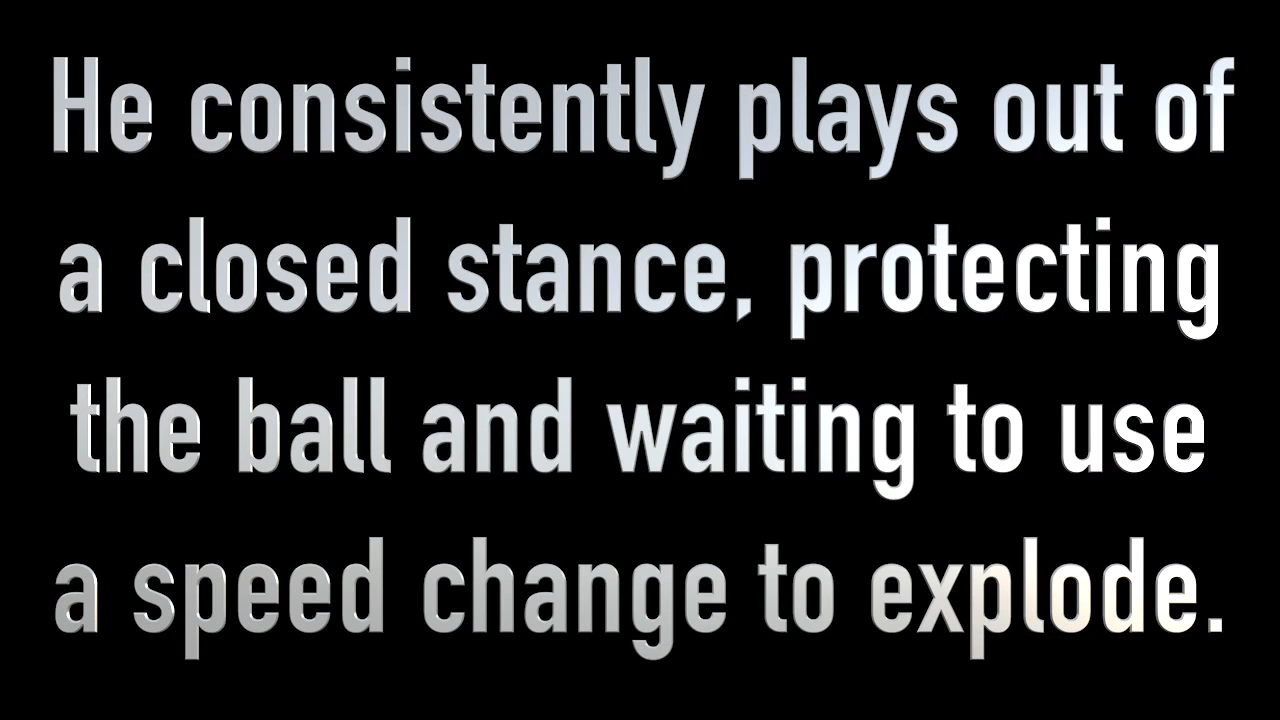 He consistently plays out of
a closed stance, protecting
the ball and waiting to use
a speed change to explode.